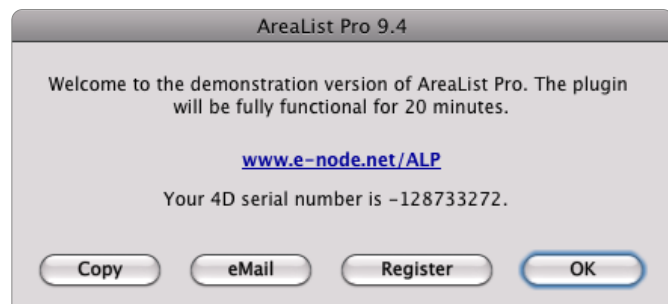 AreaList Pro 9.4
Welcome to the demonstration version of AreaList Pro. The plugin
will be fully functional for 20 minutes.
www.e-node.net/ALP
Your 4D serial number is -128733272.
Copy
eMail
Register
OK